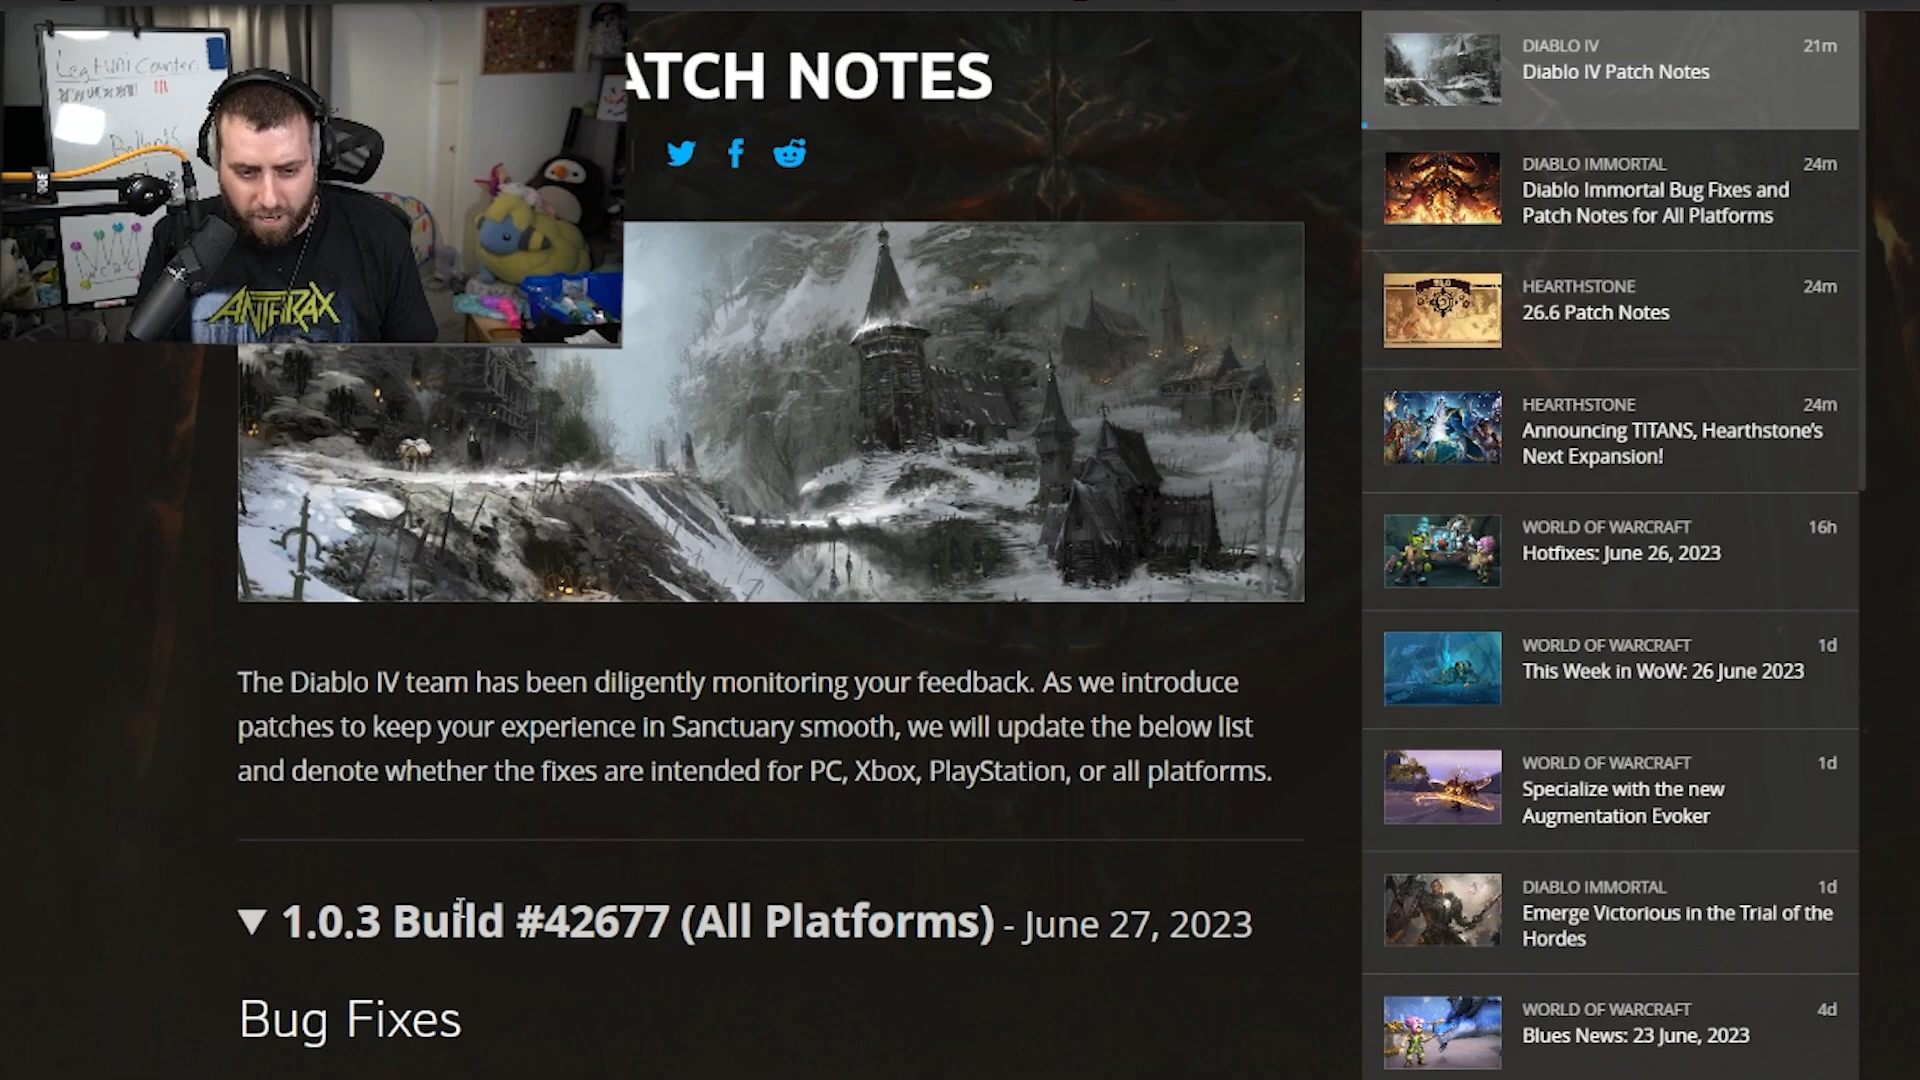 Leg Funi Counter:
ANTHRAX
ATCH NOTES
The Diablo IV team has been diligently monitoring your feedback. As we introduce
patches to keep your experience in Sanctuary smooth, we will update the below list
and denote whether the fixes are intended for PC, Xbox, PlayStation, or all platforms.
▼ 1.0.3 Build #42677 (All Platforms) - June 27, 2023
Bug Fixes
DIABLO IV 21m
Diablo IV Patch Notes
DIABLO IMMORTAL 24m
Diablo Immortal Bug Fixes and
Patch Notes for All Platforms
HEARTHSTONE 24m
26.6 Patch Notes
HEARTHSTONE 24m
Announcing TITANS, Hearthstone's
Next Expansion!
WORLD OF WARCRAFT 16h
Hotfixes: June 26, 2023
WORLD OF WARCRAFT 1d
This Week in WoW: 26 June 2023
WORLD OF WARCRAFT 1d
Specialize with the new
Augmentation Evoker
DIABLO IMMORTAL 1d
Emerge Victorious in the Trial of the
Hordes
WORLD OF WARCRAFT 4d
Blues News: 23 June, 2023